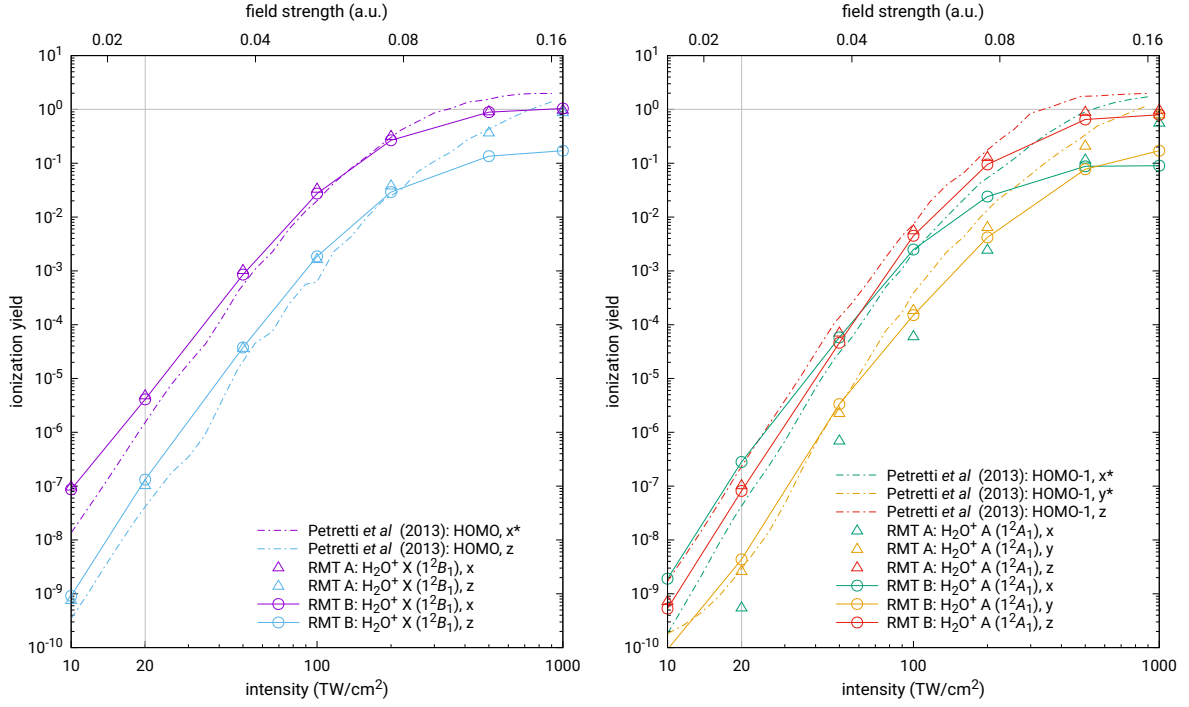 field strength (a.u.)
0.02 0.04 0.08 0.16
10^1
10^0
10^-1
10^-2
10^-3
10^-4
10^-5
10^-6
10^-7
10^-8
10^-9
10^-10
ionization yield
Petretti et al (2013): HOMO, x*
Petretti et al (2013): HOMO, z
RMT A: H₂O⁺ X (1²B₁), x
RMT A: H₂O⁺ X (1²B₁), z
RMT B: H₂O⁺ X (1²B₁), x
RMT B: H₂O⁺ X (1²B₁), z
10 20 100 1000
intensity (TW/cm²)
field strength (a.u.)
0.02 0.04 0.08 0.16
10^1
10^0
10^-1
10^-2
10^-3
10^-4
10^-5
10^-6
10^-7
10^-8
10^-9
10^-10
ionization yield
Petretti et al (2013): HOMO-1, x*
Petretti et al (2013): HOMO-1, y*
Petretti et al (2013): HOMO-1, z
RMT A: H₂O⁺ A (1²A₁), x
RMT A: H₂O⁺ A (1²A₁), y
RMT A: H₂O⁺ A (1²A₁), z
RMT B: H₂O⁺ A (1²A₁), x
RMT B: H₂O⁺ A (1²A₁), y
RMT B: H₂O⁺ A (1²A₁), z
10 20 100 1000
intensity (TW/cm²)